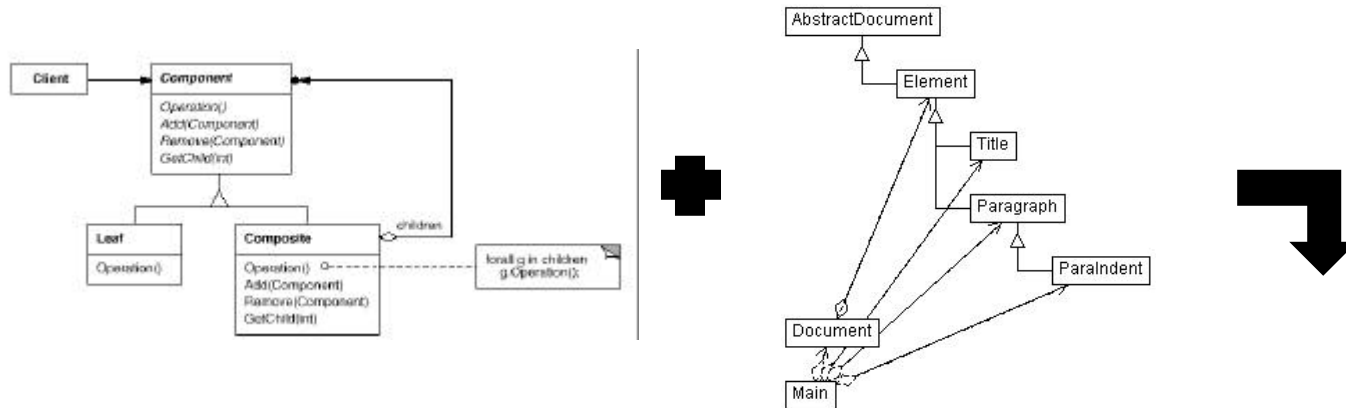 Client
Component
Operation()
Add(Component)
Remove(Component)
GetChild(int)
Leaf
Operation()
Composite
Operation()
Add(Component)
Remove(Component)
GetChild(int)
children
forall g in children
g.Operation();
AbstractDocument
Element
Title
Paragraph
ParaIndent
Document
Main